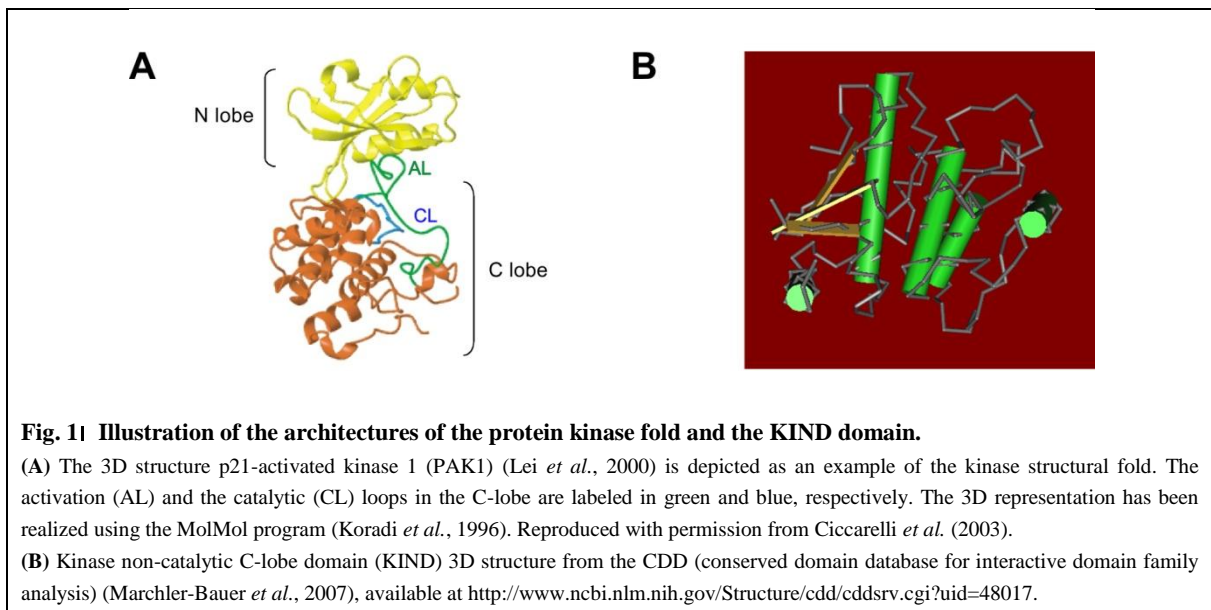 A
B
N lobe
AL
CL
C lobe
Fig. 1| Illustration of the architectures of the protein kinase fold and the KIND domain.
(A) The 3D structure p21-activated kinase 1 (PAK1) (Lei et al., 2000) is depicted as an example of the kinase structural fold. The
activation (AL) and the catalytic (CL) loops in the C-lobe are labeled in green and blue, respectively. The 3D representation has been
realized using the MolMol program (Koradi et al., 1996). Reproduced with permission from Ciccarelli et al. (2003).
(B) Kinase non-catalytic C-lobe domain (KIND) 3D structure from the CDD (conserved domain database for interactive domain family
analysis) (Marchler-Bauer et al., 2007), available at http://www.ncbi.nlm.nih.gov/Structure/cdd/cddsrv.cgi?uid=48017.